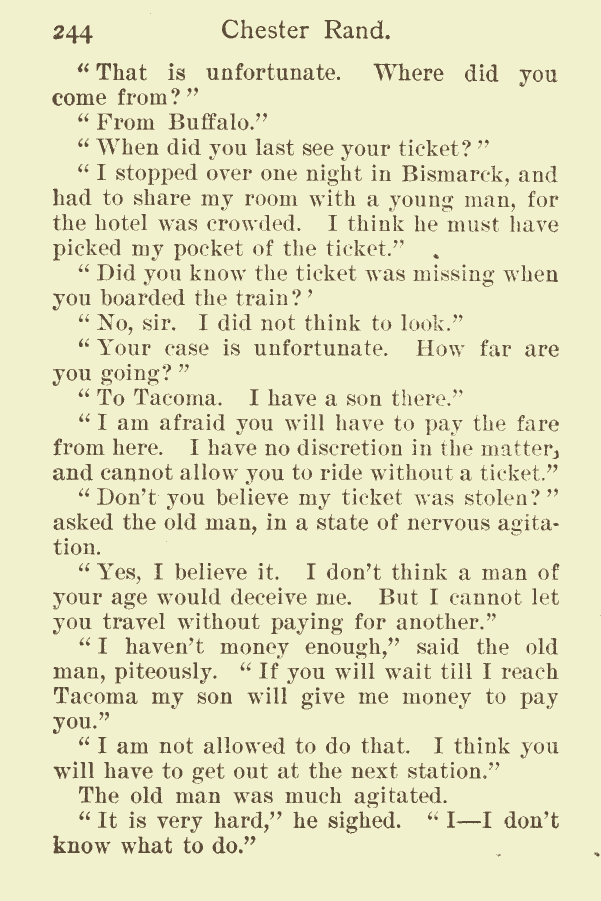 244 Chester Rand.
“ That is unfortunate. Where did you
come from? ”
“ From Buffalo.”
“ When did you last see your ticket? ”
“ I stopped over one night in Bismarck, and
had to share my room with a young man, for
the hotel was crowded. I think he must have
picked my pocket of the ticket.”
“ Did you know the ticket was missing when
you boarded the train? ’
“ No, sir. I did not think to look.”
“ Your case is unfortunate. How far are
you going? ”
“ To Tacoma. I have a son there.”
“ I am afraid you will have to pay the fare
from here. I have no discretion in the matter,
and cannot allow you to ride without a ticket.”
“ Don’t you believe my ticket was stolen? ”
asked the old man, in a state of nervous agita-
tion.
“ Yes, I believe it. I don’t think a man of
your age would deceive me. But I cannot let
you travel without paying for another.”
“ I haven’t money enough,” said the old
man, piteously. “ If you will wait till I reach
Tacoma my son will give me money to pay
you.”
“ I am not allowed to do that. I think you
will have to get out at the next station.”
The old man was much agitated.
“ It is very hard,” he sighed. “ I—I don’t
know what to do.”